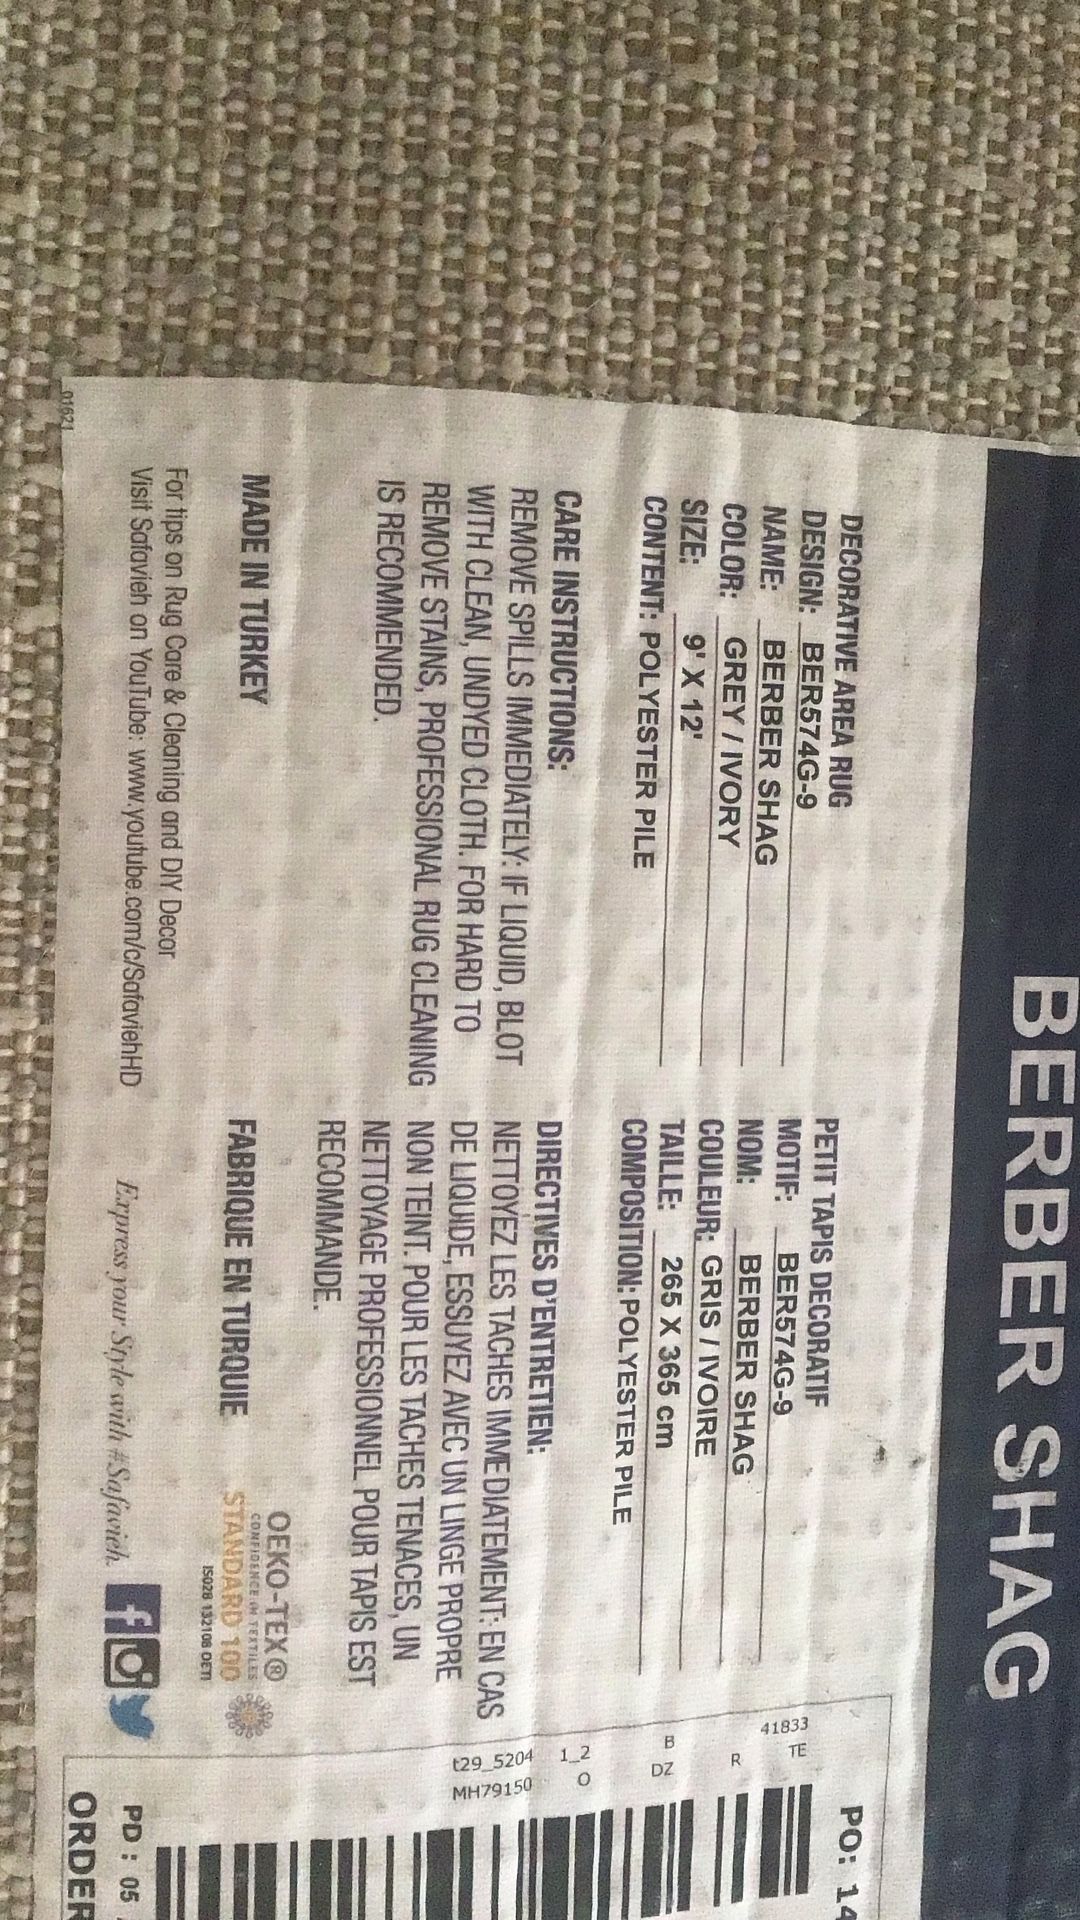 BERBER SHAG
DECORATIVE AREA RUG
DESIGN: BER574G-9
NAME: BERBER SHAG
COLOR: GREY / IVORY
SIZE: 9' X 12'
CONTENT: POLYESTER PILE
CARE INSTRUCTIONS:
REMOVE SPILLS IMMEDIATELY: IF LIQUID, BLOT
WITH CLEAN, UNDYED CLOTH. FOR HARD TO
REMOVE STAINS, PROFESSIONAL RUG CLEANING
IS RECOMMENDED.
MADE IN TURKEY
For tips on Rug Care & Cleaning and DIY Decor
Visit Safavieh on YouTube: www.youtube.com/c/SafaviehHD
01621
PETIT TAPIS DECORATIF
MOTIF: BER574G-9
NOM: BERBER SHAG
COULEUR: GRIS / IVOIRE
TAILLE: 265 X 365 cm
COMPOSITION: POLYESTER PILE
DIRECTIVES D'ENTRETIEN:
NETTOYEZ LES TACHES IMMEDIATEMENT: EN CAS
DE LIQUIDE, ESSUYEZ AVEC UN LINGE PROPRE
NON TEINT. POUR LES TACHES TENACES, UN
NETTOYAGE PROFESSIONNEL POUR TAPIS EST
RECOMMANDE.
FABRIQUE EN TURQUIE
OEKO-TEX®
CONFIDENCE IN TEXTILES
STANDARD 100
IS028 132108 OETI
Express your Style with #Safavieh.
PO: 14
41833
TE
R
B
DZ
1_2
O
t29_5204
MH79150
PD : 05
ORDER